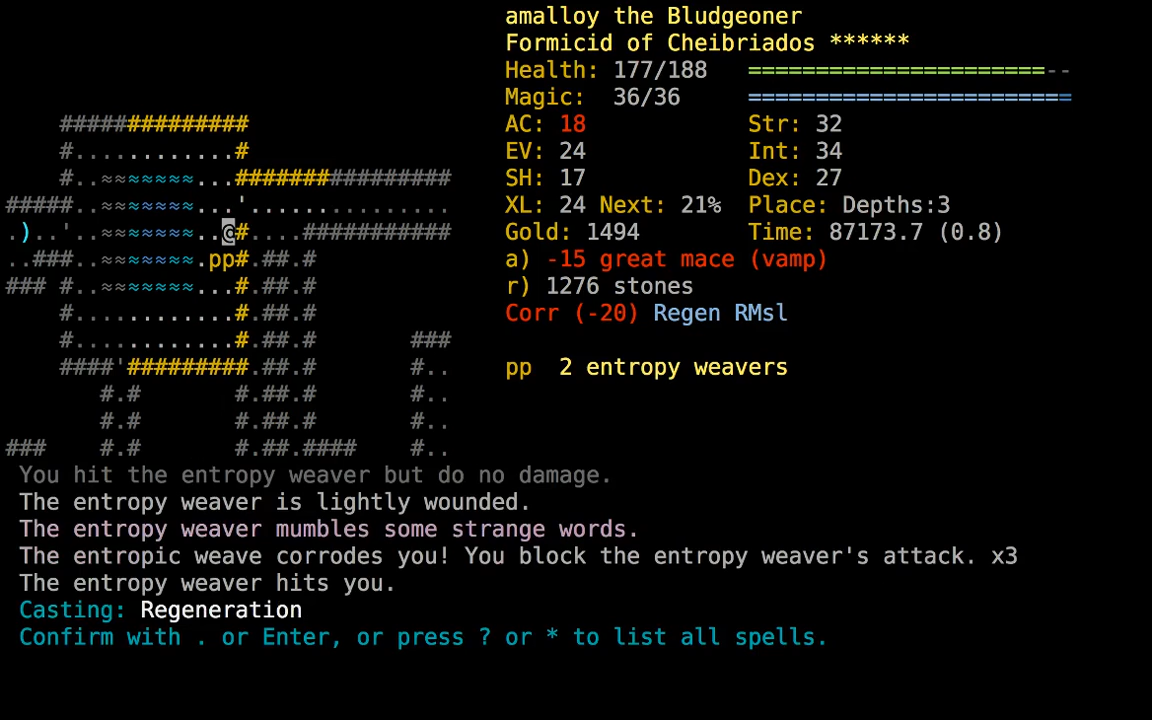 amalloy the Bludgeoner
Formicid of Cheibriados ******
Health: 177/188 =====================--
Magic: 36/36 ========================
AC: 18 Str: 32
EV: 24 Int: 34
SH: 17 Dex: 27
XL: 24 Next: 21% Place: Depths:3
Gold: 1494 Time: 87173.7 (0.8)
a) -15 great mace (vamp)
r) 1276 stones
Corr (-20) Regen RMsl
pp 2 entropy weavers
##############
#............#
#..≈≈≈≈≈≈≈...################
#####..≈≈≈≈≈≈≈...'...............
.)..'..≈≈≈≈≈≈≈..@#....###########
..###..≈≈≈≈≈≈≈.pp#.##.#
### #..≈≈≈≈≈≈≈...#.##.#
#............#.##.#
#............#.##.# ###
####'#########.##.# #..
#.# #.##.# #..
#.# #.##.# #..
### #.# #.##.#### #..
You hit the entropy weaver but do no damage.
The entropy weaver is lightly wounded.
The entropy weaver mumbles some strange words.
The entropic weave corrodes you! You block the entropy weaver's attack. x3
The entropy weaver hits you.
Casting: Regeneration
Confirm with . or Enter, or press ? or * to list all spells.